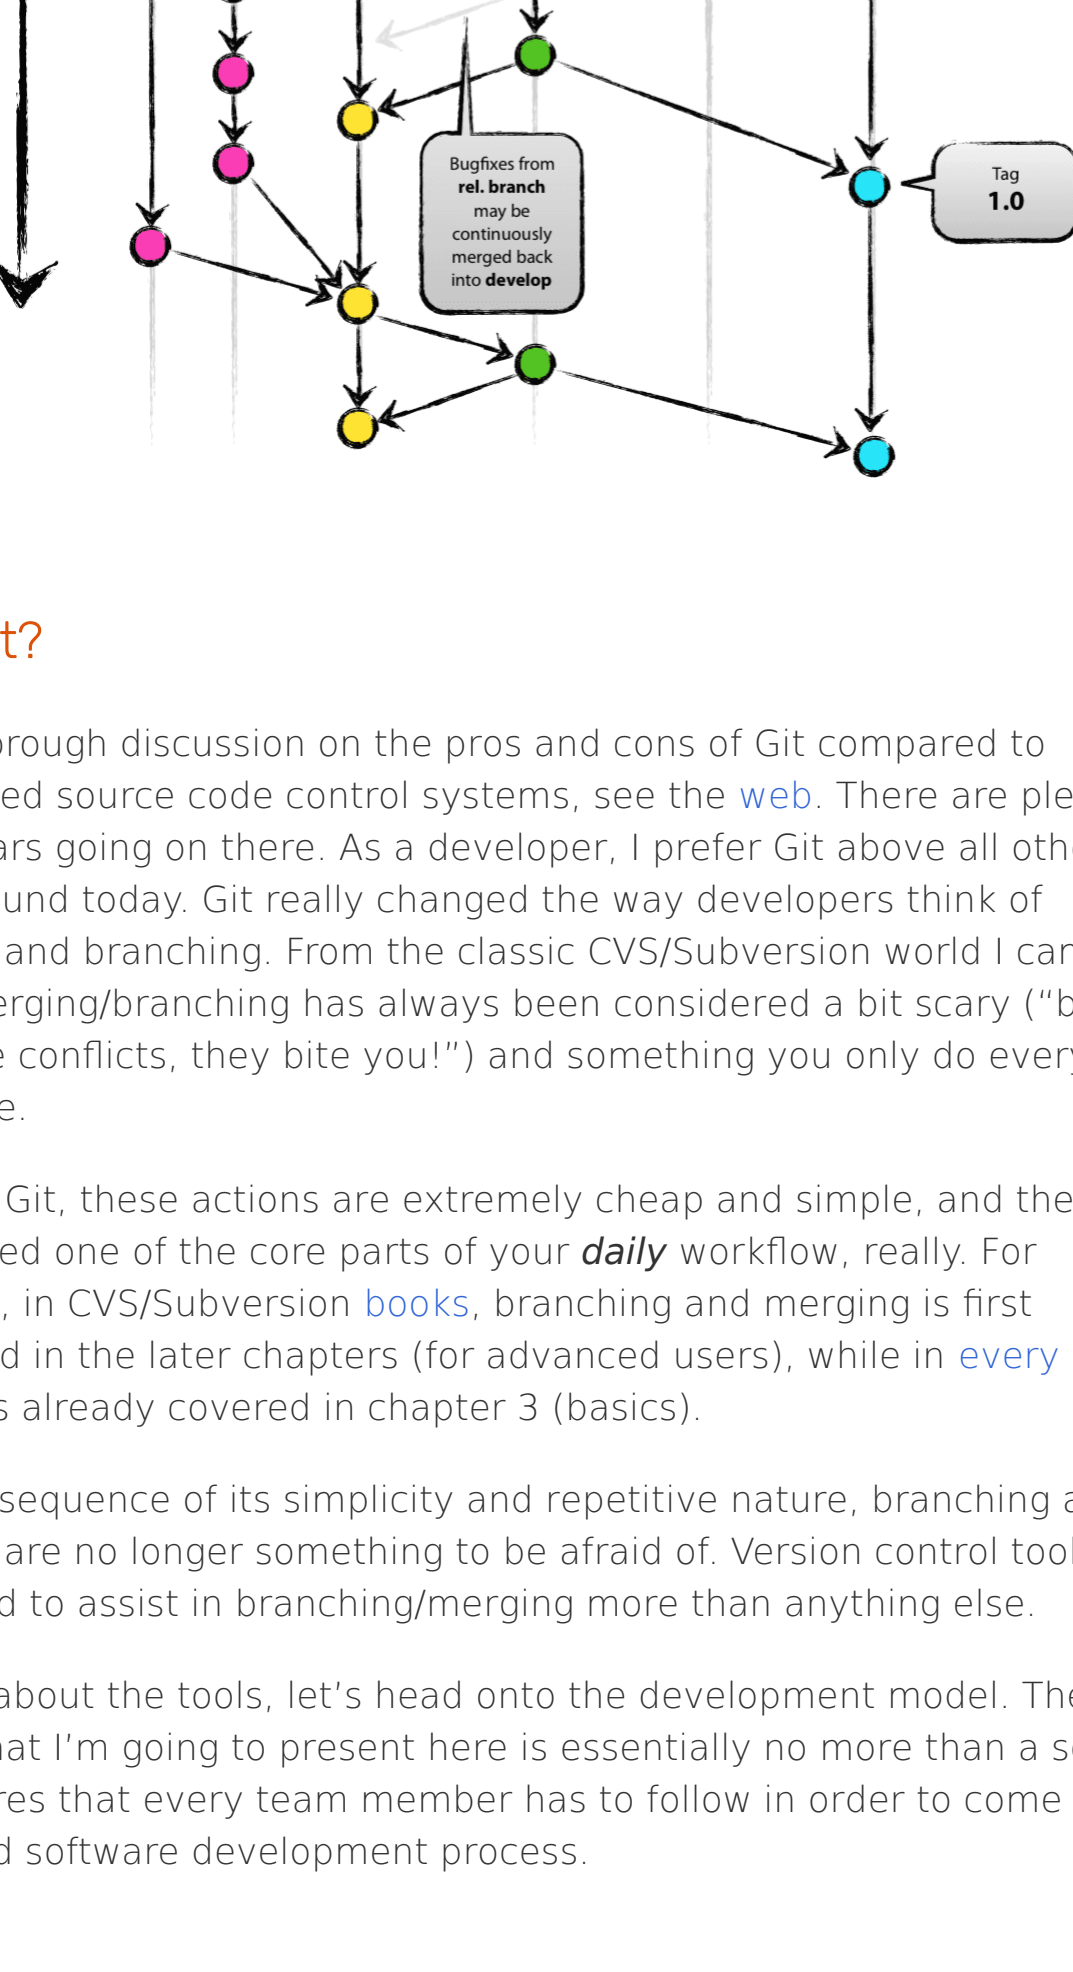 Bugfixes from
rel. branch
may be
continuously
merged back
into develop
Tag
1.0
t?
orough discussion on the pros and cons of Git compared to
ed source code control systems, see the web. There are ple
ars going on there. As a developer, I prefer Git above all oth
und today. Git really changed the way developers think of
and branching. From the classic CVS/Subversion world I can
erging/branching has always been considered a bit scary (“b
e conflicts, they bite you!”) and something you only do every
e.
Git, these actions are extremely cheap and simple, and the
ed one of the core parts of your daily workflow, really. For
, in CVS/Subversion books, branching and merging is first
d in the later chapters (for advanced users), while in every
s already covered in chapter 3 (basics).
sequence of its simplicity and repetitive nature, branching a
are no longer something to be afraid of. Version control tool
d to assist in branching/merging more than anything else.
about the tools, let’s head onto the development model. The
hat I’m going to present here is essentially no more than a se
res that every team member has to follow in order to come
d software development process.